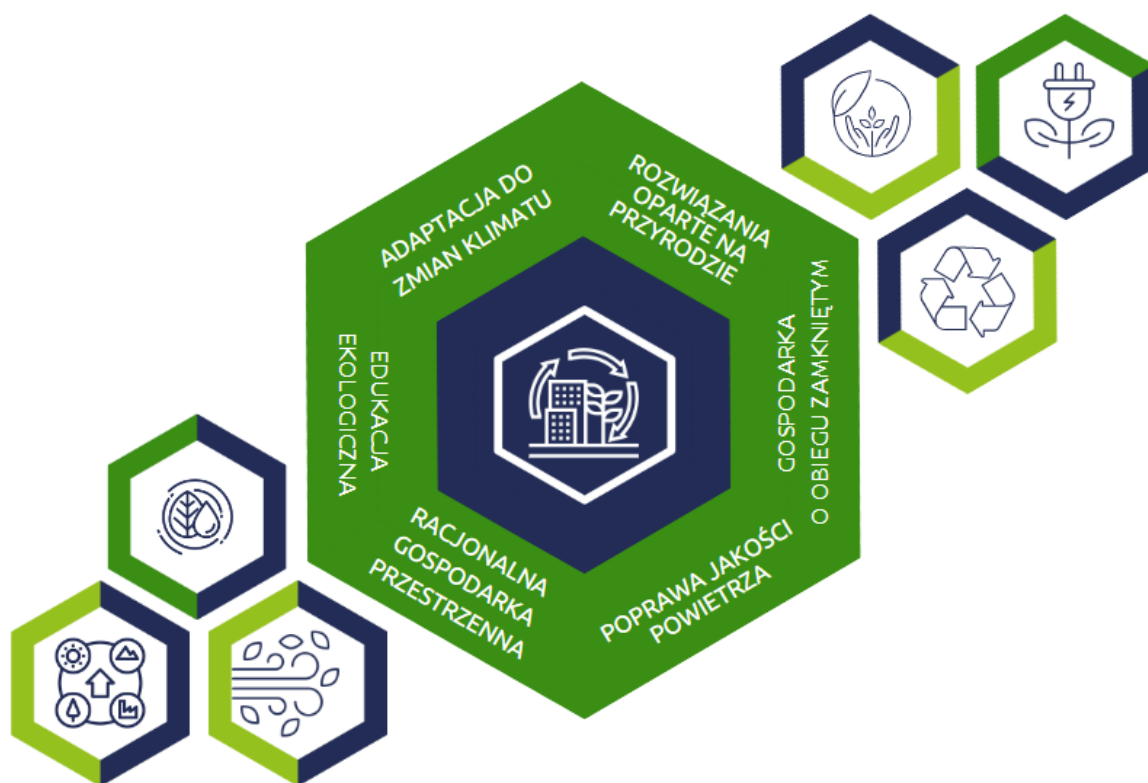 ADAPTACJA DO
ZMIAN KLIMATU
ROZWIĄZANIA
OPARTE NA
PRZYRODZIE
GOSPODARKA
O OBIEGU ZAMKNIĘTYM
POPRAWA JAKOŚCI
POWIETRZA
RACJONALNA
GOSPODARKA
PRZESTRZENNA
EDUKACJA
EKOLOGICZNA